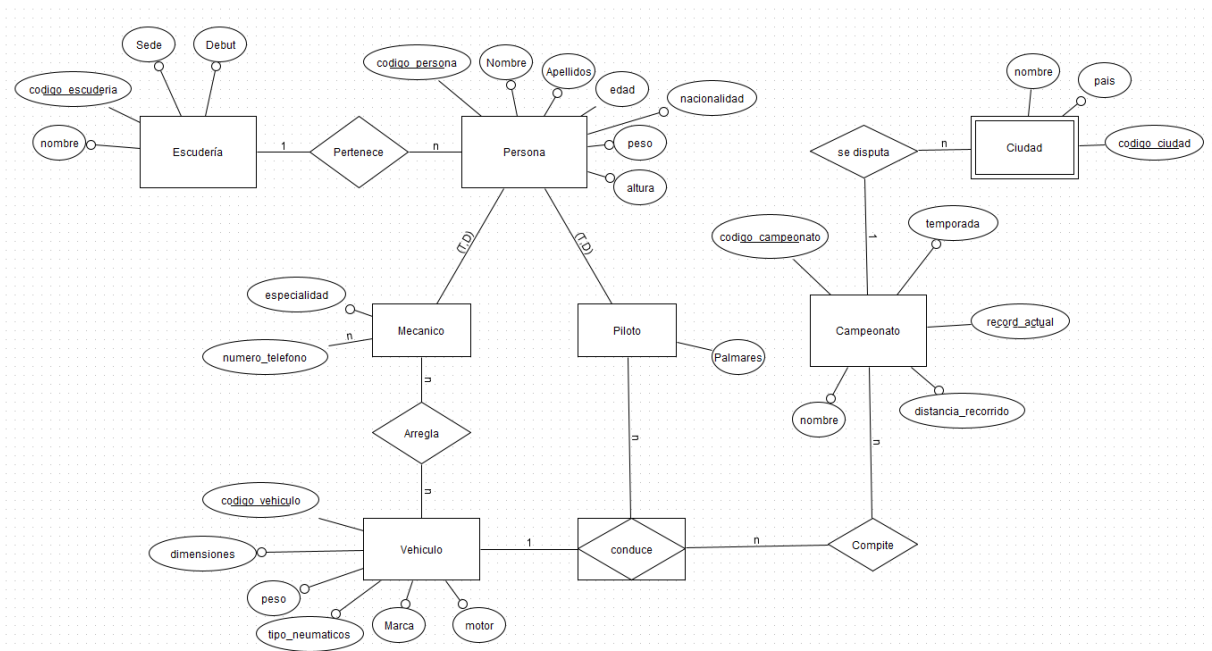 Sede
Debut
codigo_escuderia
nombre
Escudería
1
Pertenece
n
codigo_persona
Nombre
Apellidos
edad
nacionalidad
peso
altura
Persona
nombre
pais
codigo_ciudad
Ciudad
n
se disputa
1
(T.D)
(T.D)
codigo_campeonato
temporada
record_actual
distancia_recorrido
nombre
Campeonato
especialidad
n
numero_telefono
Mecanico
Piloto
Palmares
n
Arregla
n
n
n
codigo_vehiculo
dimensiones
peso
tipo_neumaticos
Marca
motor
Vehiculo
1
conduce
n
Compite